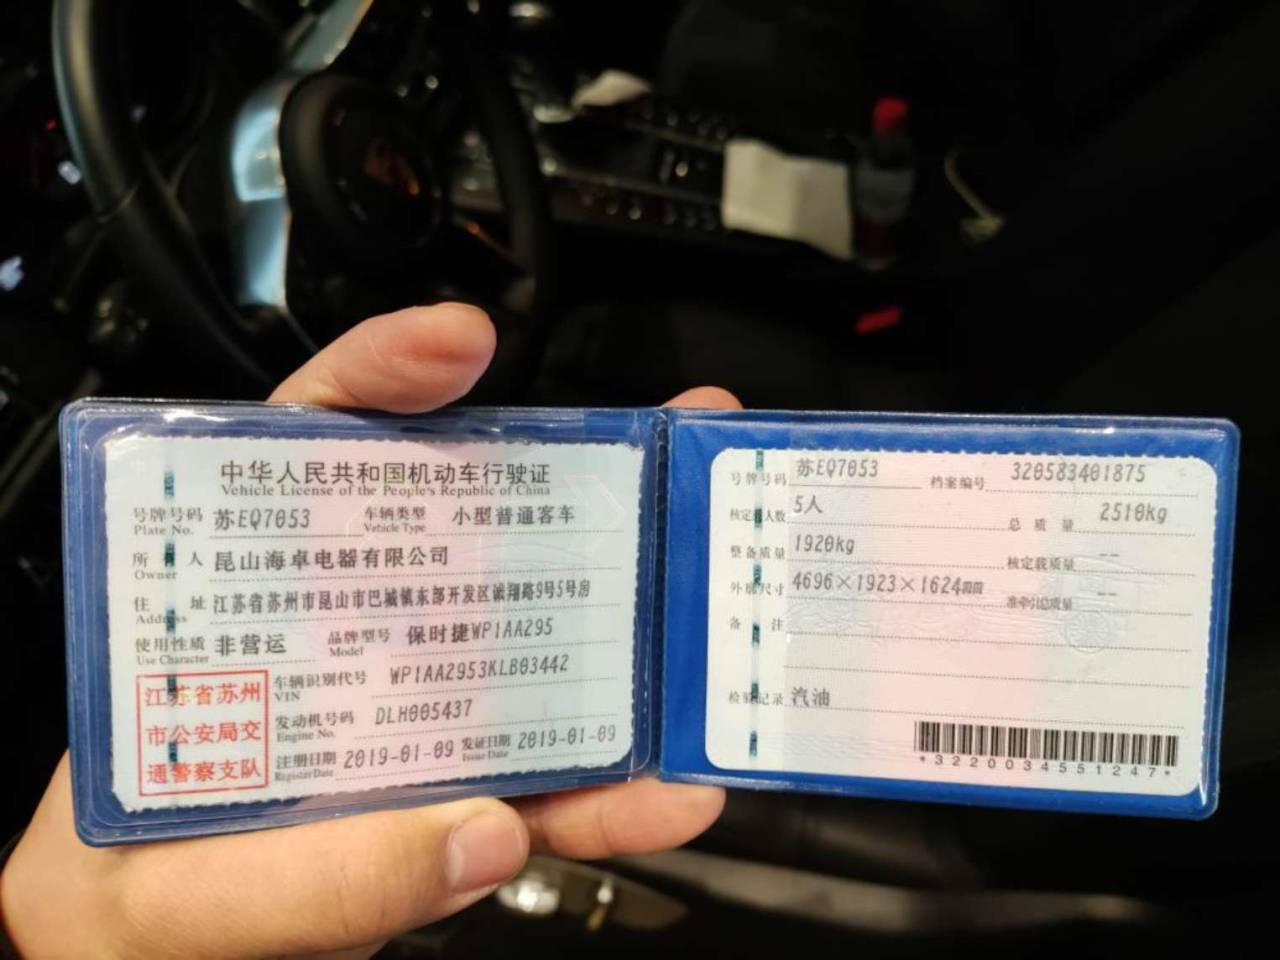 中华人民共和国机动车行驶证
Vehicle License of the People's Republic of China
号牌号码 苏EQ7053 车辆类型 小型普通客车
Plate No. Vehicle Type
所有人 昆山海卓电器有限公司
Owner
住址 江苏省苏州市昆山市巴城镇东部开发区诚翔路9号5号房
Address
使用性质 非营运 品牌型号 保时捷WP1AA295
Use Character Model
江苏省苏州
市公安局交
通警察支队
车辆识别代号 WP1AA2953KLB03442
VIN
发动机号码 DLH005437
Engine No.
注册日期 2019-01-09 发证日期 2019-01-09
Register Date Issue Date
号牌号码 苏EQ7053 档案编号 320583401875
核定载人数 5人 总质量 2510kg
整备质量 1920kg 核定载质量 --
外廓尺寸 4696×1923×1624mm 准牵引总质量 --
备注
检验记录 汽油
*3220034551247*